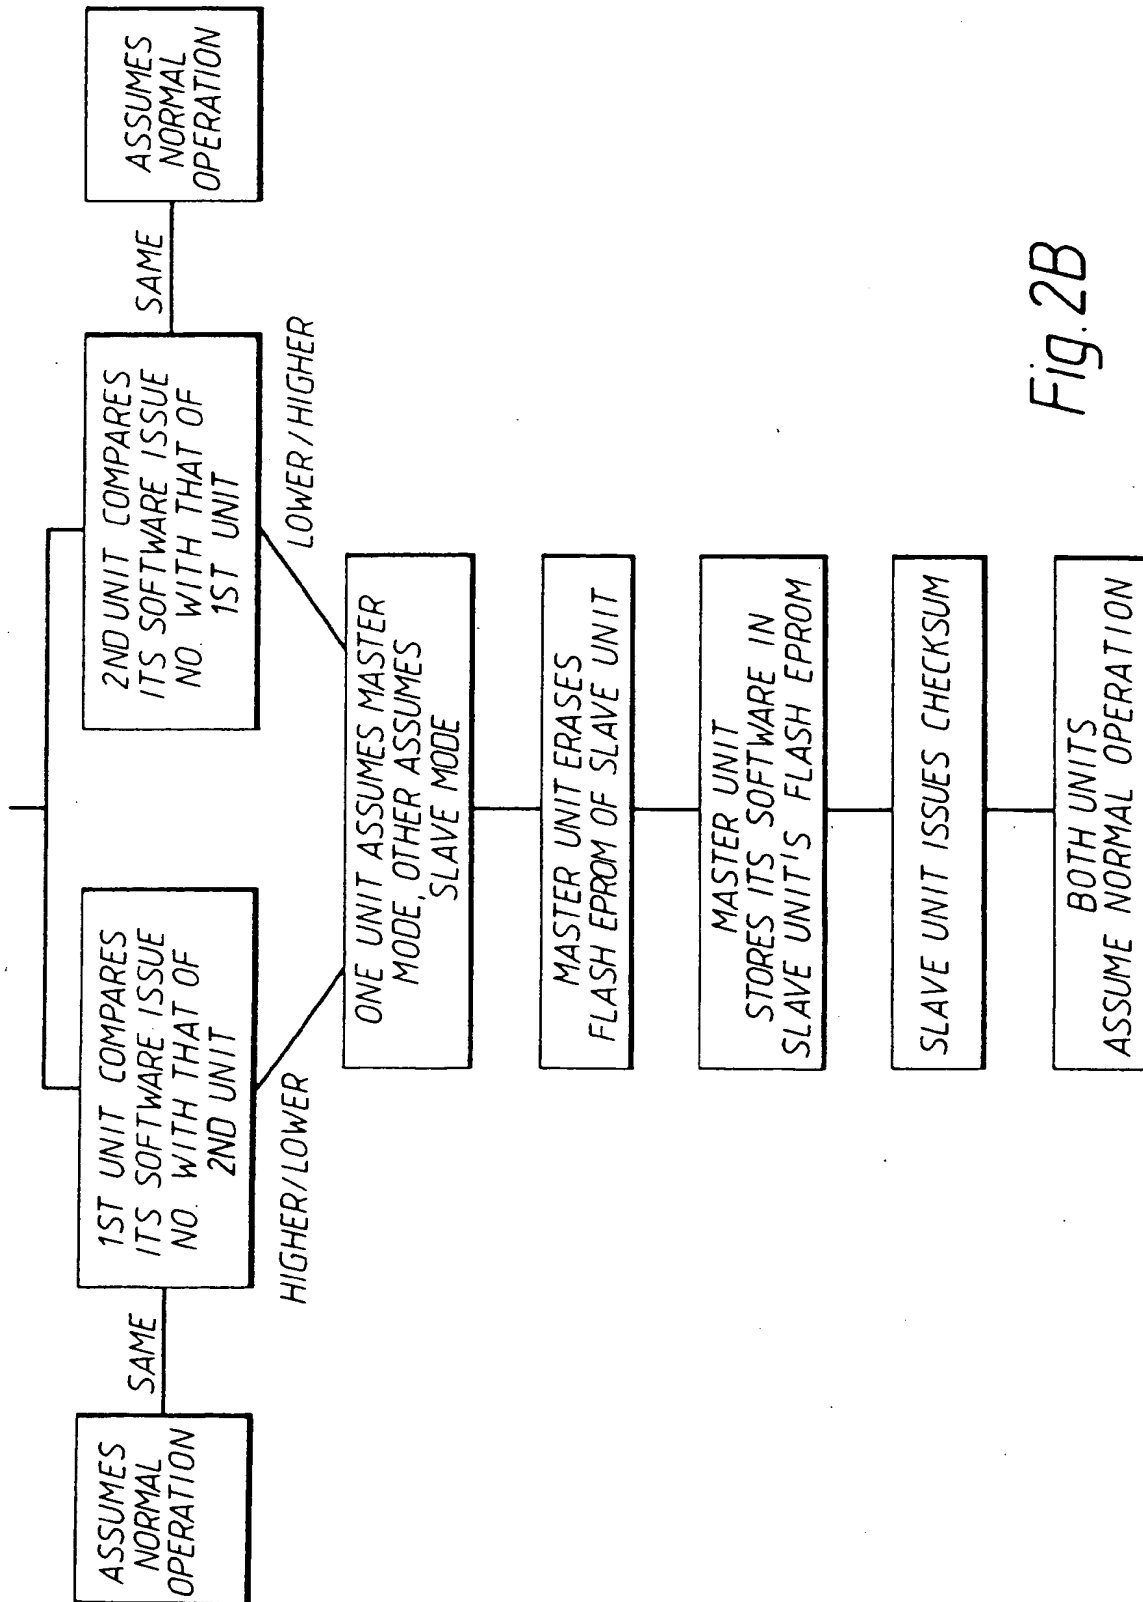 ASSUMES
NORMAL
OPERATION
SAME
1ST UNIT COMPARES
ITS SOFTWARE ISSUE
NO. WITH THAT OF
2ND UNIT
2ND UNIT COMPARES
ITS SOFTWARE ISSUE
NO. WITH THAT OF
1ST UNIT
SAME
ASSUMES
NORMAL
OPERATION
HIGHER/LOWER
LOWER/HIGHER
ONE UNIT ASSUMES MASTER
MODE, OTHER ASSUMES
SLAVE MODE
MASTER UNIT ERASES
FLASH EPROM OF SLAVE UNIT
MASTER UNIT
STORES ITS SOFTWARE IN
SLAVE UNIT'S FLASH EPROM
SLAVE UNIT ISSUES CHECKSUM
BOTH UNITS
ASSUME NORMAL OPERATION
Fig.2B